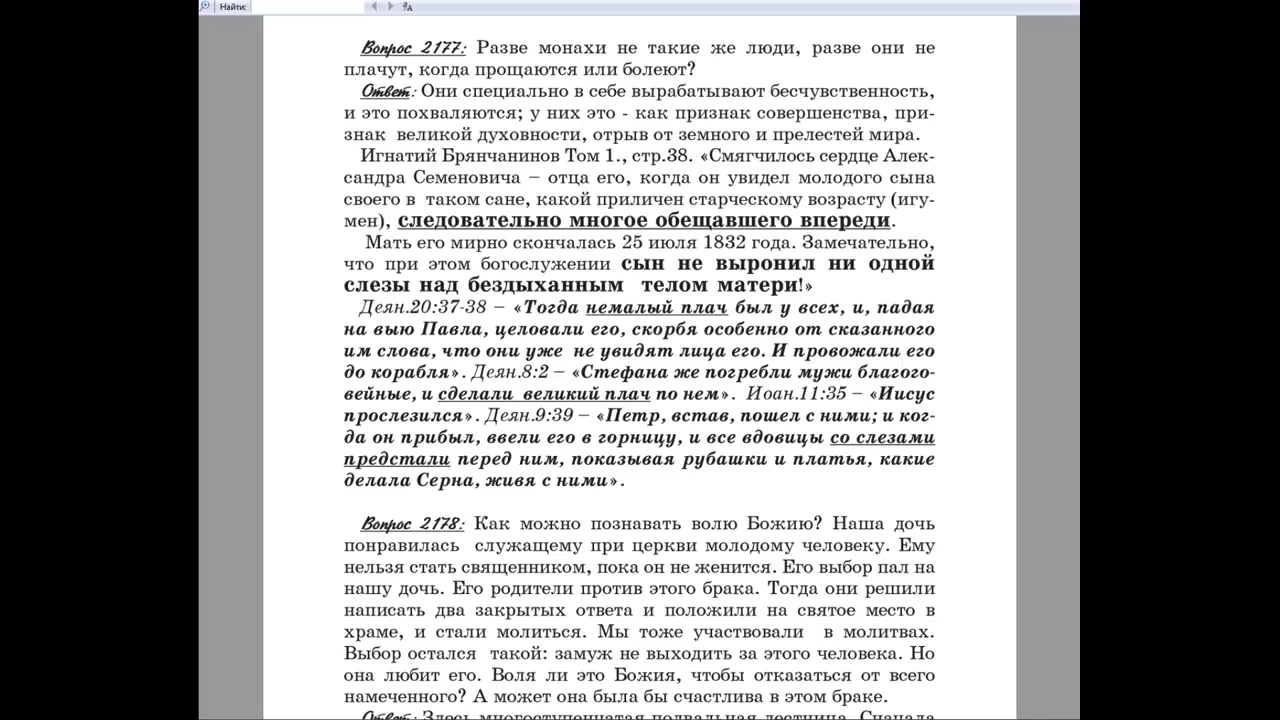 Найти:
Вопрос 2177: Разве монахи не такие же люди, разве они не
плачут, когда прощаются или болеют?
Ответ: Они специально в себе вырабатывают бесчувственность,
и это похваляются; у них это - как признак совершенства, при-
знак великой духовности, отрыв от земного и прелестей мира.
Игнатий Брянчанинов Том 1., стр.38. «Смягчилось сердце Алек-
сандра Семеновича – отца его, когда он увидел молодого сына
своего в таком сане, какой приличен старческому возрасту (игу-
мен), следовательно многое обещавшего впереди.
Мать его мирно скончалась 25 июля 1832 года. Замечательно,
что при этом богослужении сын не выронил ни одной
слезы над бездыханным телом матери!»
Деян.20:37-38 – «Тогда немалый плач был у всех, и, падая
на выю Павла, целовали его, скорбя особенно от сказанного
им слова, что они уже не увидят лица его. И провожали его
до корабля». Деян.8:2 – «Стефана же погребли мужи благого-
вейные, и сделали великий плач по нем». Иоан.11:35 – «Иисус
прослезился». Деян.9:39 – «Петр, встав, пошел с ними; и ког-
да он прибыл, ввели его в горницу, и все вдовицы со слезами
предстали перед ним, показывая рубашки и платья, какие
делала Серна, живя с ними».
Вопрос 2178: Как можно познавать волю Божию? Наша дочь
понравилась служащему при церкви молодому человеку. Ему
нельзя стать священником, пока он не женится. Его выбор пал на
нашу дочь. Его родители против этого брака. Тогда они решили
написать два закрытых ответа и положили на святое место в
храме, и стали молиться. Мы тоже участвовали в молитвах.
Выбор остался такой: замуж не выходить за этого человека. Но
она любит его. Воля ли это Божия, чтобы отказаться от всего
намеченного? А может она была бы счастлива в этом браке.
Ответ: Здесь многоступенчатая подвальная лестница. Сначала